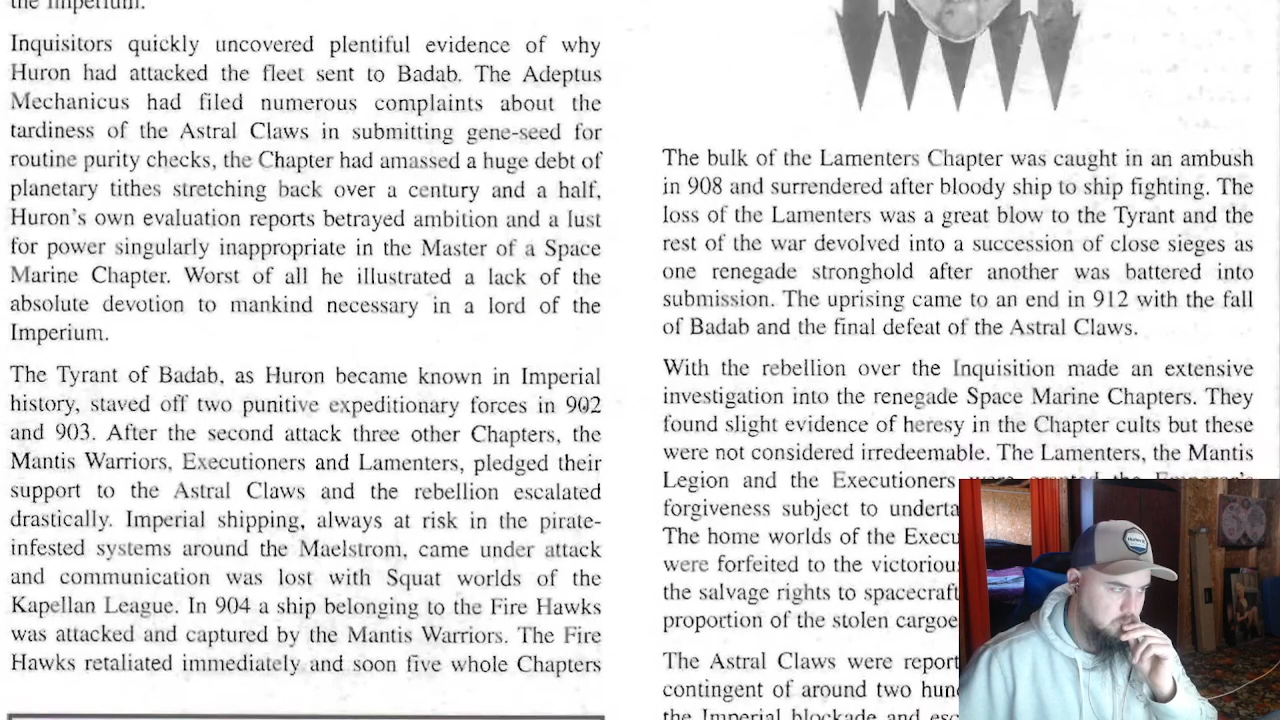 the Imperium.
Inquisitors quickly uncovered plentiful evidence of why
Huron had attacked the fleet sent to Badab. The Adeptus
Mechanicus had filed numerous complaints about the
tardiness of the Astral Claws in submitting gene-seed for
routine purity checks, the Chapter had amassed a huge debt of
planetary tithes stretching back over a century and a half,
Huron's own evaluation reports betrayed ambition and a lust
for power singularly inappropriate in the Master of a Space
Marine Chapter. Worst of all he illustrated a lack of the
absolute devotion to mankind necessary in a lord of the
Imperium.
The Tyrant of Badab, as Huron became known in Imperial
history, staved off two punitive expeditionary forces in 902
and 903. After the second attack three other Chapters, the
Mantis Warriors, Executioners and Lamenters, pledged their
support to the Astral Claws and the rebellion escalated
drastically. Imperial shipping, always at risk in the pirate-
infested systems around the Maelstrom, came under attack
and communication was lost with Squat worlds of the
Kapellan League. In 904 a ship belonging to the Fire Hawks
was attacked and captured by the Mantis Warriors. The Fire
Hawks retaliated immediately and soon five whole Chapters
The bulk of the Lamenters Chapter was caught in an ambush
in 908 and surrendered after bloody ship to ship fighting. The
loss of the Lamenters was a great blow to the Tyrant and the
rest of the war devolved into a succession of close sieges as
one renegade stronghold after another was battered into
submission. The uprising came to an end in 912 with the fall
of Badab and the final defeat of the Astral Claws.
With the rebellion over the Inquisition made an extensive
investigation into the renegade Space Marine Chapters. They
found slight evidence of heresy in the Chapter cults but these
were not considered irredeemable. The Lamenters, the Mantis
Legion and the Executioners were granted the Emperor's
forgiveness subject to
The home worlds of the
were forfeited to the
the salvage rights to spacecraft
proportion of the stolen
The Astral Claws were
contingent of around two
the Imperial blockade and